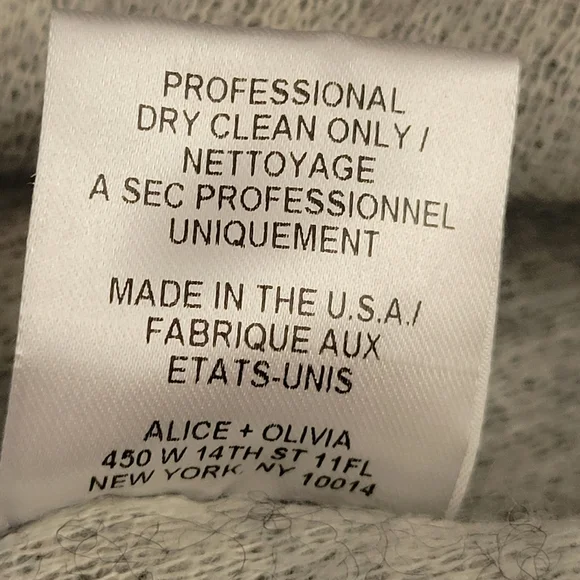 PROFESSIONAL
DRY CLEAN ONLY /
NETTOYAGE
A SEC PROFESSIONNEL
UNIQUEMENT
MADE IN THE U.S.A./
FABRIQUE AUX
ETATS-UNIS
ALICE + OLIVIA
450 W 14TH ST 11FL
NEW YORK NY 10014